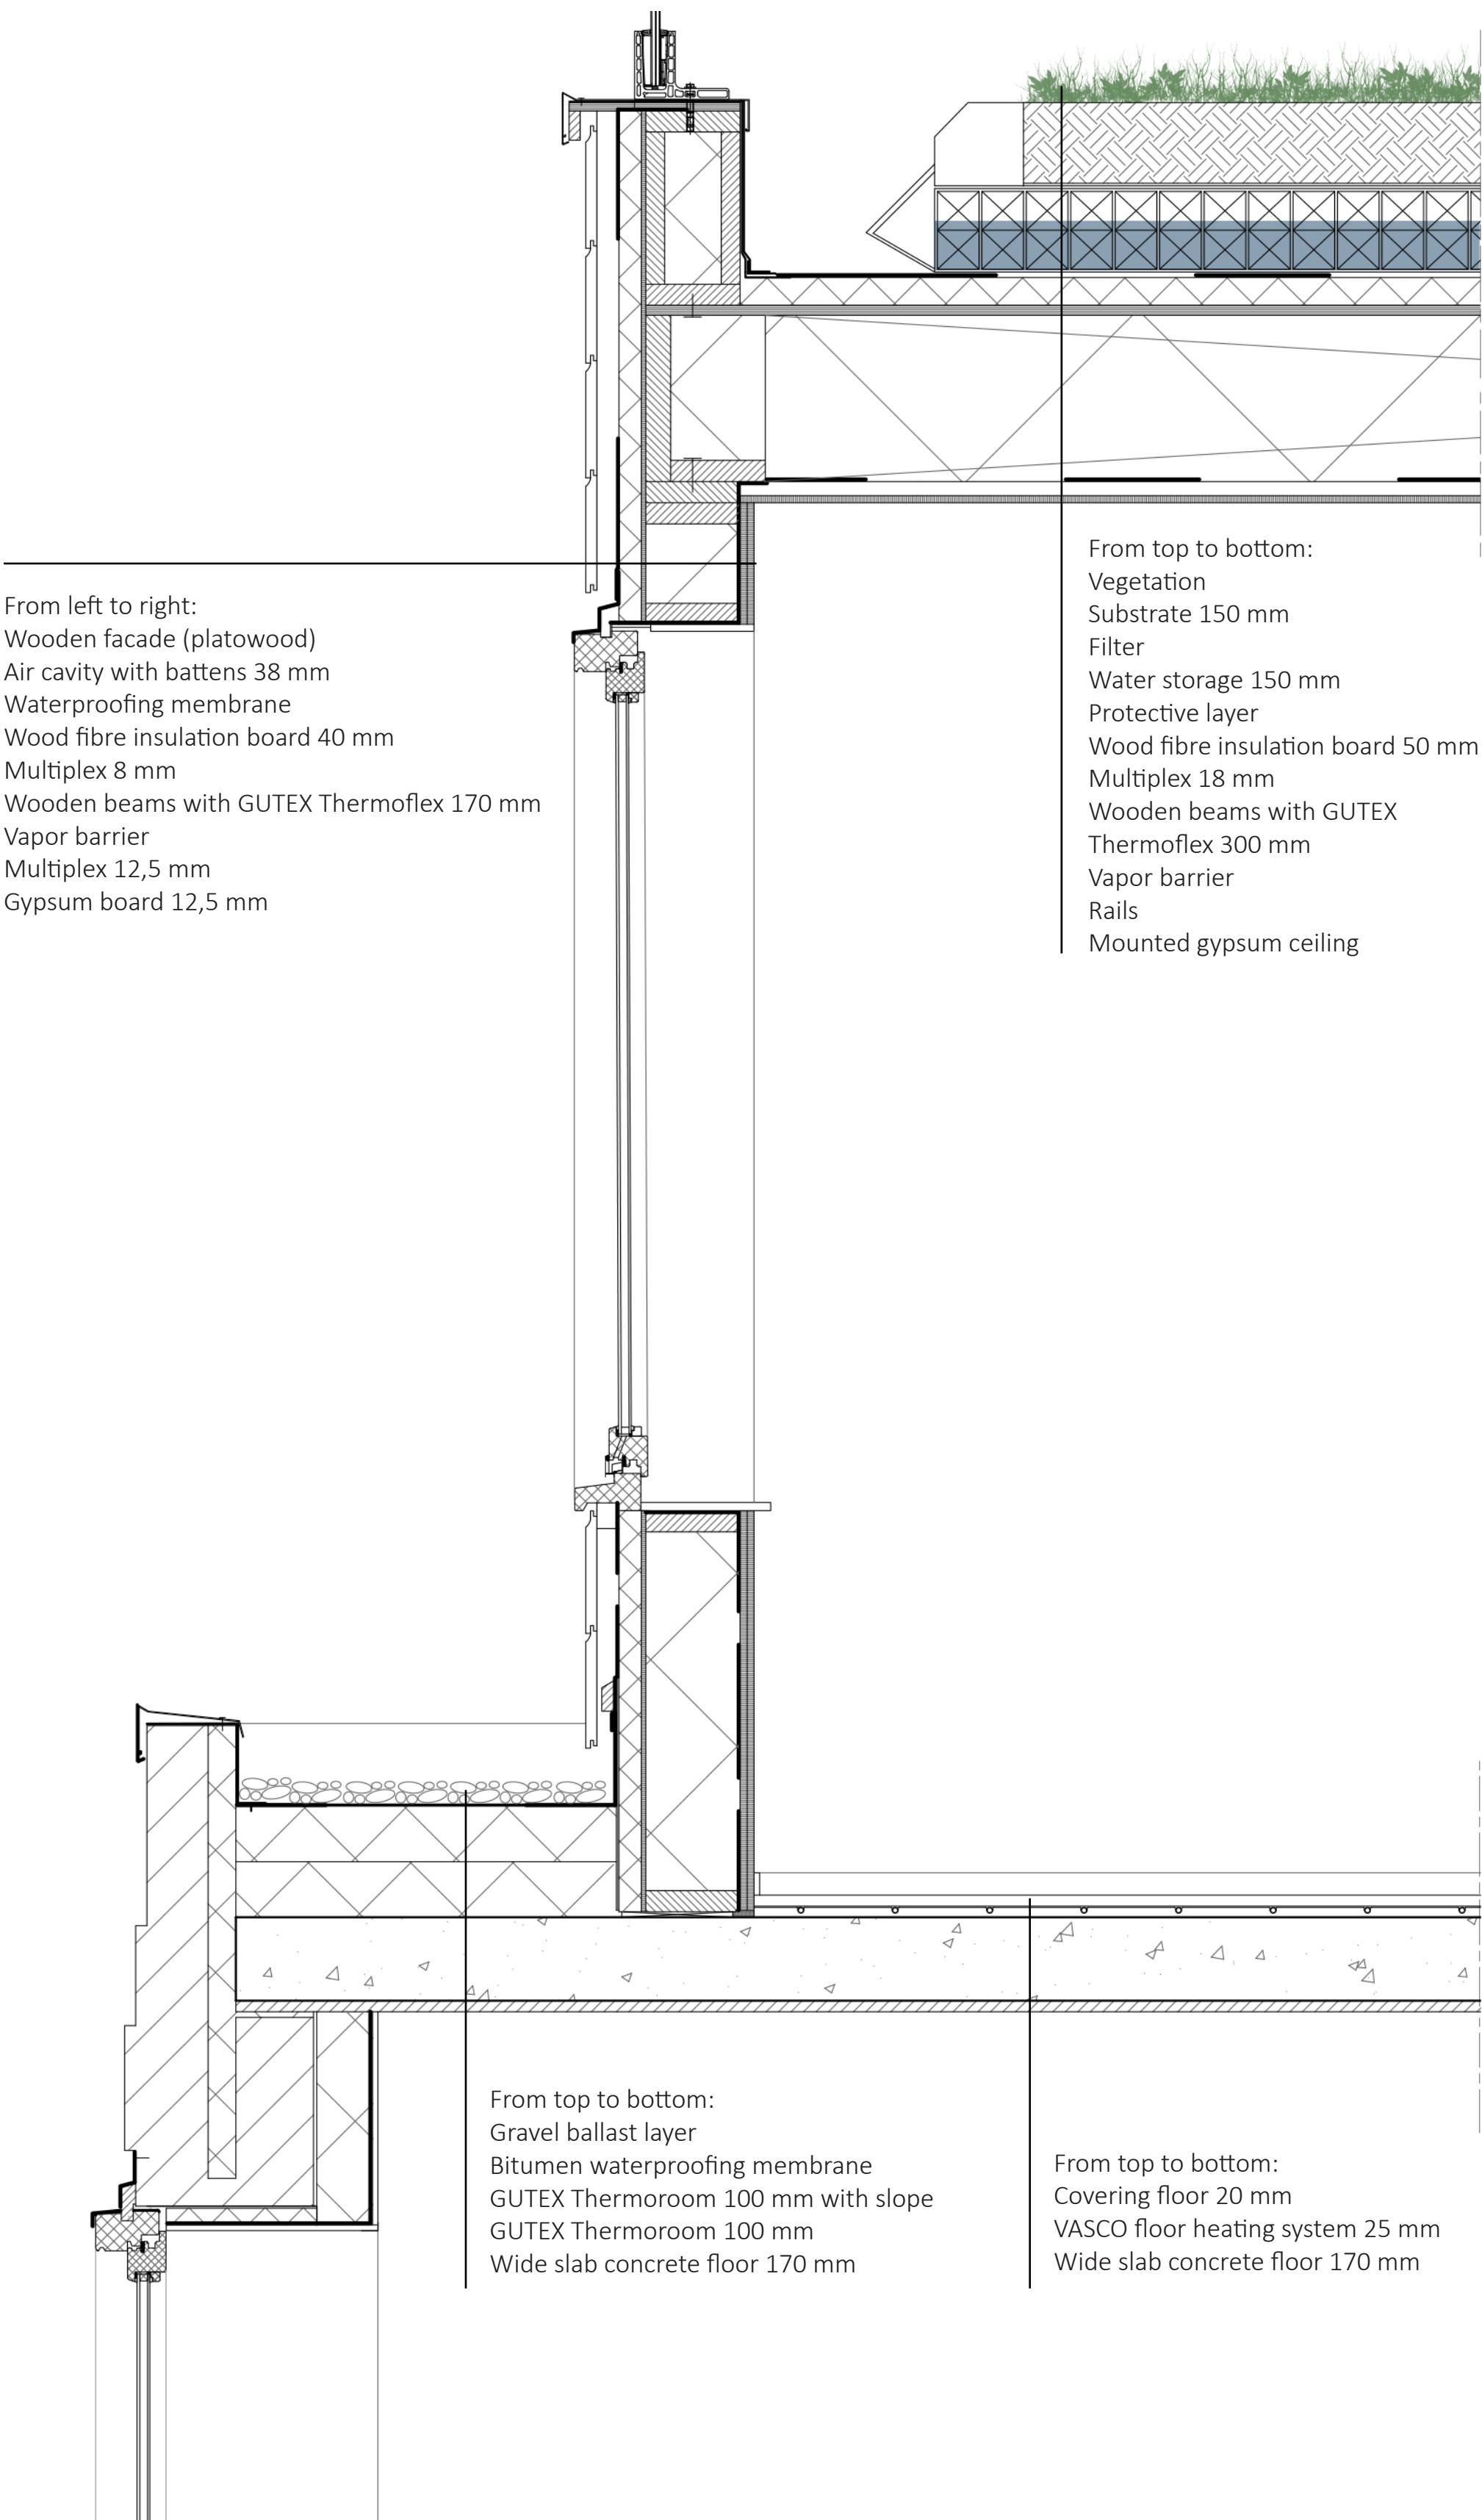 From top to bottom:
Vegetation
Substrate 150 mm
Filter
Water storage 150 mm
Protective layer
Wood fibre insulation board 50 mm
Multiplex 18 mm
Wooden beams with GUTEX
Thermoflex 300 mm
Vapor barrier
Rails
Mounted gypsum ceiling
From left to right:
Wooden facade (platowood)
Air cavity with battens 38 mm
Waterproofing membrane
Wood fibre insulation board 40 mm
Multiplex 8 mm
Wooden beams with GUTEX Thermoflex 170 mm
Vapor barrier
Multiplex 12,5 mm
Gypsum board 12,5 mm
From top to bottom:
Gravel ballast layer
Bitumen waterproofing membrane
GUTEX Thermoroom 100 mm with slope
GUTEX Thermoroom 100 mm
Wide slab concrete floor 170 mm
From top to bottom:
Covering floor 20 mm
VASCO floor heating system 25 mm
Wide slab concrete floor 170 mm